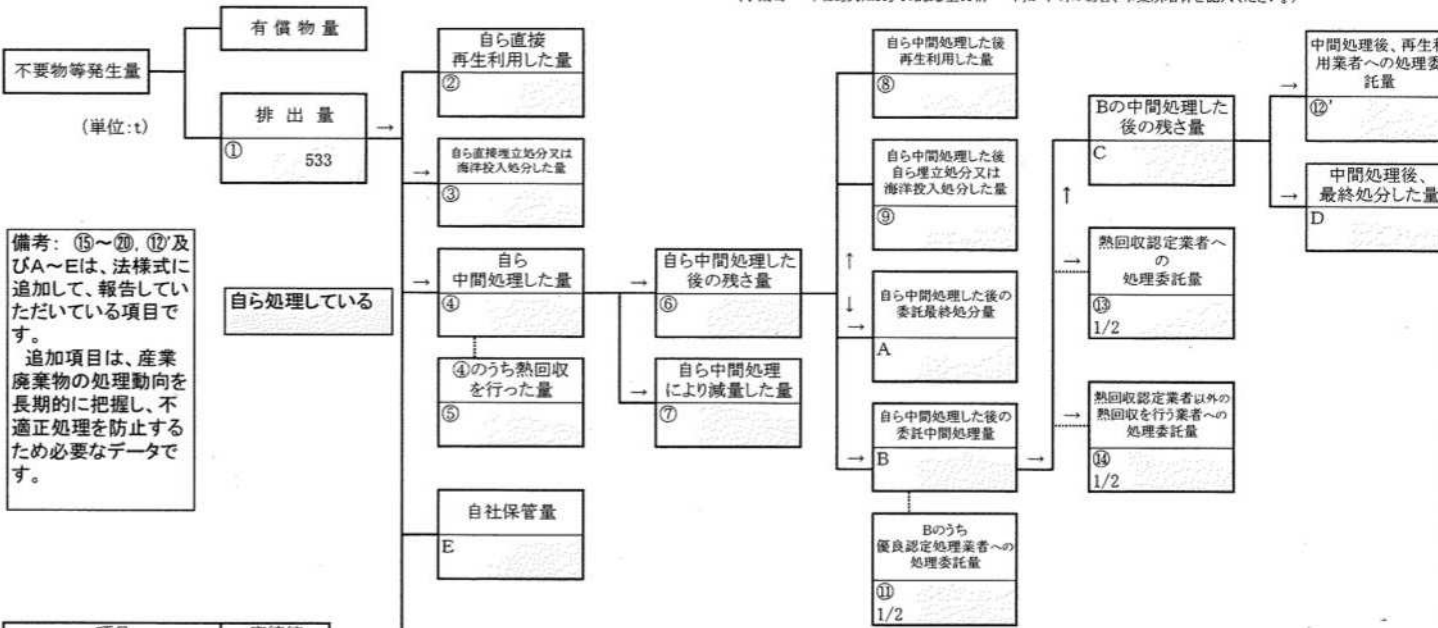 有償物量
不要物等発生量
(単位:t)
排出量
①
533
→
自ら直接
再生利用した量
②
→
自ら直接埋立処分又は
海洋投入処分した量
③
備考: ⑮～⑳, ⑫'及
びA～Eは、法様式に
追加して、報告してい
ただいている項目で
す。
追加項目は、産業
廃棄物の処理動向を
長期的に把握し、不
適正処理を防止する
ため必要なデータで
す。
自ら処理している
→
自ら
中間処理した量
④
④のうち熱回収
を行った量
⑤
自社保管量
E
→
自ら中間処理した
後の残さ量
⑥
→
自ら中間処理
により減量した量
⑦
自ら中間処理した後
再生利用した量
⑧
自ら中間処理した後
自ら埋立処分又は
海洋投入処分した量
⑨
↑
↓
→
自ら中間処理した後の
委託最終処分量
A
→
自ら中間処理した後の
委託中間処理量
B
→
Bのうち
優良認定処理業者への
処理委託量
⑪
1/2
→
Bの中間処理した
後の残さ量
C
↑
→
熱回収認定業者へ
の
処理委託量
⑬
1/2
→
熱回収認定業者以外の
熱回収を行う業者への
処理委託量
⑭
1/2
→
中間処理後、再生利
用業者への処理委
託量
⑫'
→
中間処理後、
最終処分した量
D